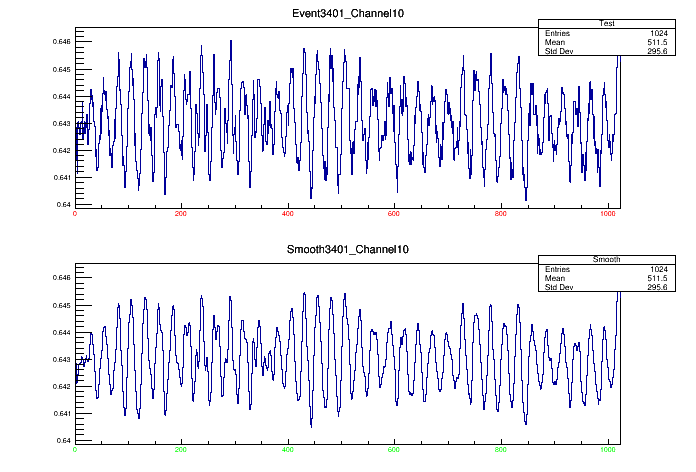 Event3401_Channel10
Test
Entries 1024
Mean 511.5
Std Dev 295.6
0.646
0.645
0.644
0.643
0.642
0.641
0.64
0 200 400 600 800 1000
Smooth3401_Channel10
Smooth
Entries 1024
Mean 511.5
Std Dev 295.6
0.646
0.645
0.644
0.643
0.642
0.641
0.64
0 200 400 600 800 1000